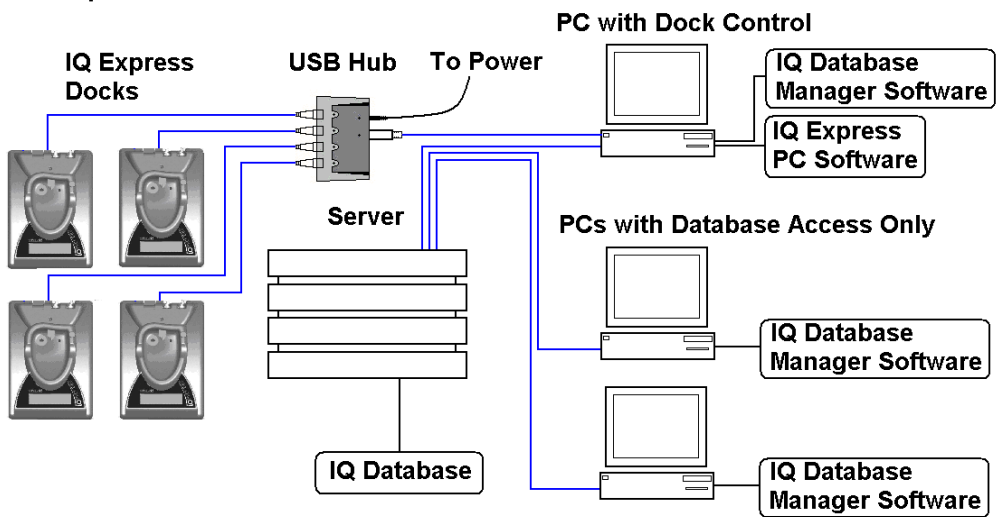 PC with Dock Control
IQ Express
Docks
USB Hub
To Power
IQ Database
Manager Software
IQ Express
PC Software
Server
PCs with Database Access Only
IQ Database
Manager Software
IQ Database
IQ Database
Manager Software